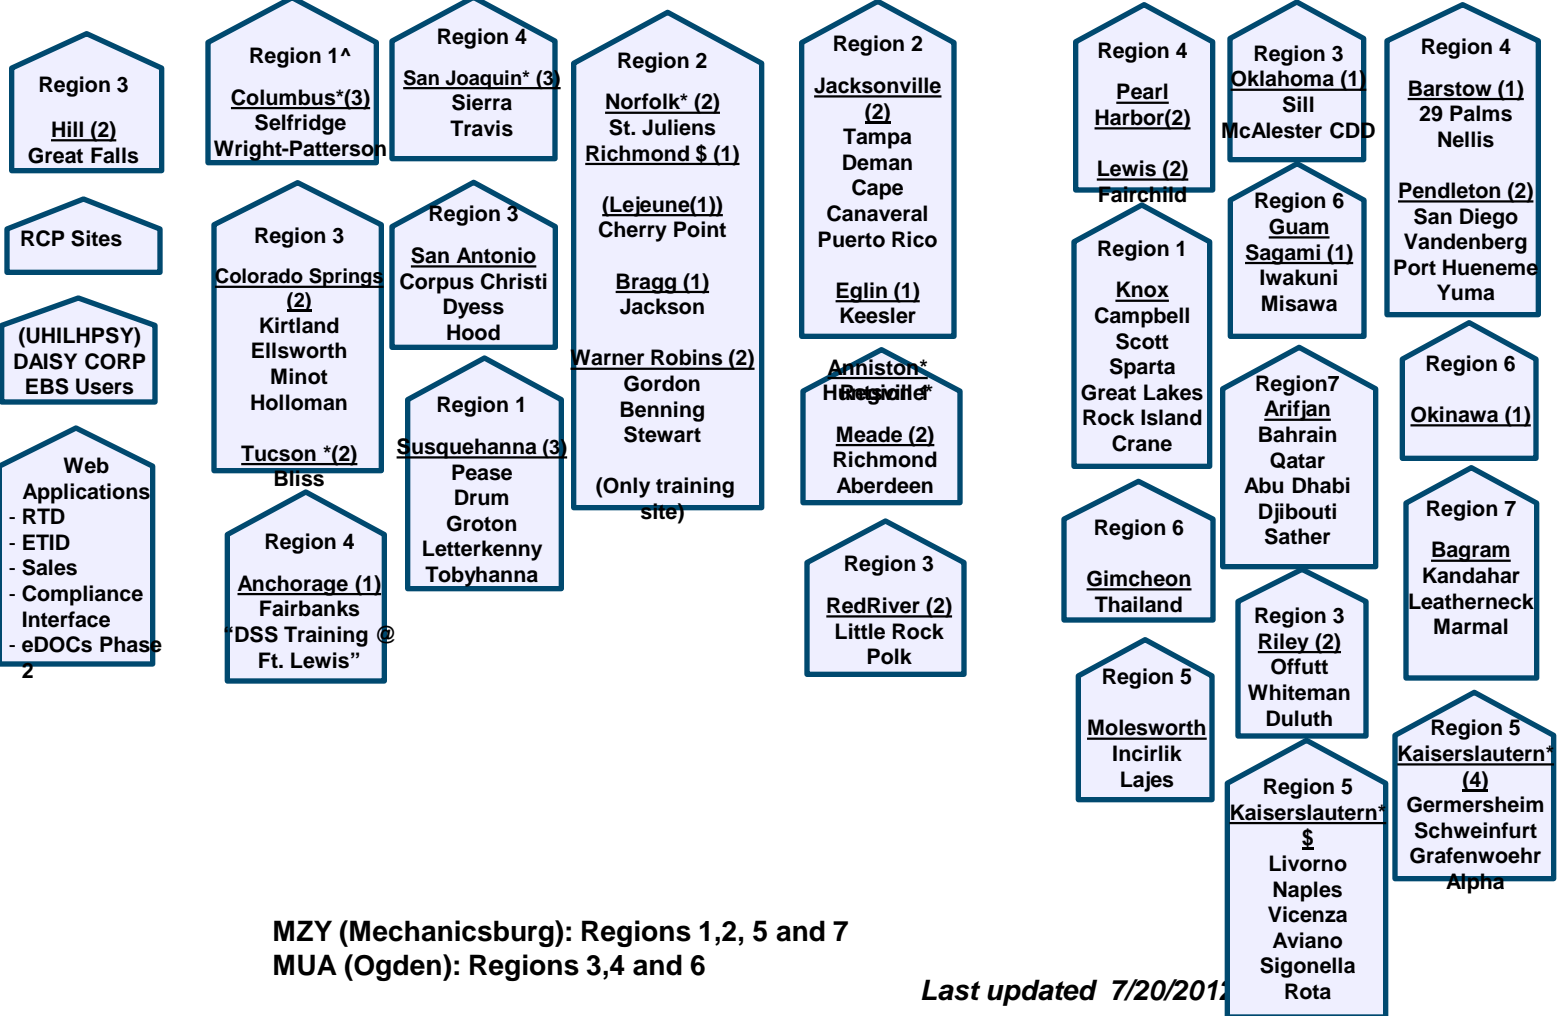 Region 3
Hill (2)
Great Falls
RCP Sites
(UHILHPSY)
DAISY CORP
EBS Users
Web
Applications
- RTD
- ETID
- Sales
- Compliance
Interface
- eDOCs Phase
2
Region 1^
Columbus*(3)
Selfridge
Wright-Patterson
Region 3
Colorado Springs
(2)
Kirtland
Ellsworth
Minot
Holloman
Tucson *(2)
Bliss
Region 4
Anchorage (1)
Fairbanks
“DSS Training @
Ft. Lewis”
Region 4
San Joaquin* (3)
Sierra
Travis
Region 3
San Antonio
Corpus Christi
Dyess
Hood
Region 1
Susquehanna (3)
Pease
Drum
Groton
Letterkenny
Tobyhanna
Region 2
Norfolk* (2)
St. Juliens
Richmond $ (1)
(Lejeune(1))
Cherry Point
Bragg (1)
Jackson
Warner Robins (2)
Gordon
Benning
Stewart
(Only training
site)
Region 2
Jacksonville
(2)
Tampa
Deman
Cape
Canaveral
Puerto Rico
Eglin (1)
Keesler
Anniston*
Huntsville*
Region 1
Meade (2)
Richmond
Aberdeen
Region 3
RedRiver (2)
Little Rock
Polk
Region 4
Pearl
Harbor(2)
Lewis (2)
Fairchild
Region 1
Knox
Campbell
Scott
Sparta
Great Lakes
Rock Island
Crane
Region 6
Gimcheon
Thailand
Region 5
Molesworth
Incirlik
Lajes
Region 3
Oklahoma (1)
Sill
McAlester CDD
Region 6
Guam
Sagami (1)
Iwakuni
Misawa
Region7
Arifjan
Bahrain
Qatar
Abu Dhabi
Djibouti
Sather
Region 3
Riley (2)
Offutt
Whiteman
Duluth
Region 5
Kaiserslautern*
$
Livorno
Naples
Vicenza
Aviano
Sigonella
Rota
Region 4
Barstow (1)
29 Palms
Nellis
Pendleton (2)
San Diego
Vandenberg
Port Hueneme
Yuma
Region 6
Okinawa (1)
Region 7
Bagram
Kandahar
Leatherneck
Marmal
Region 5
Kaiserslautern*
(4)
Germersheim
Schweinfurt
Grafenwoehr
Alpha
MZY (Mechanicsburg): Regions 1,2, 5 and 7
MUA (Ogden): Regions 3,4 and 6
Last updated 7/20/2012